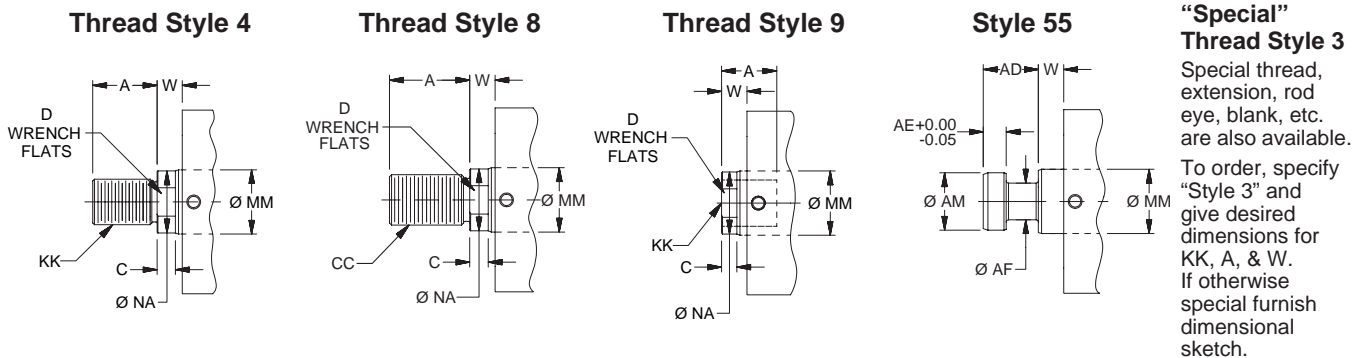 Thread Style 4
A
W
D
WRENCH
FLATS
Ø MM
KK
C
Ø NA
Thread Style 8
A
W
D
WRENCH
FLATS
Ø MM
CC
C
Ø NA
Thread Style 9
A
W
D
WRENCH
FLATS
Ø MM
KK
C
Ø NA
Style 55
AD
W
AE+0.00
-0.05
Ø AM
Ø MM
Ø AF
“Special”
Thread Style 3
Special thread,
extension, rod
eye, blank, etc.
are also available.
To order, specify
“Style 3” and
give desired
dimensions for
KK, A, & W.
If otherwise
special furnish
dimensional
sketch.